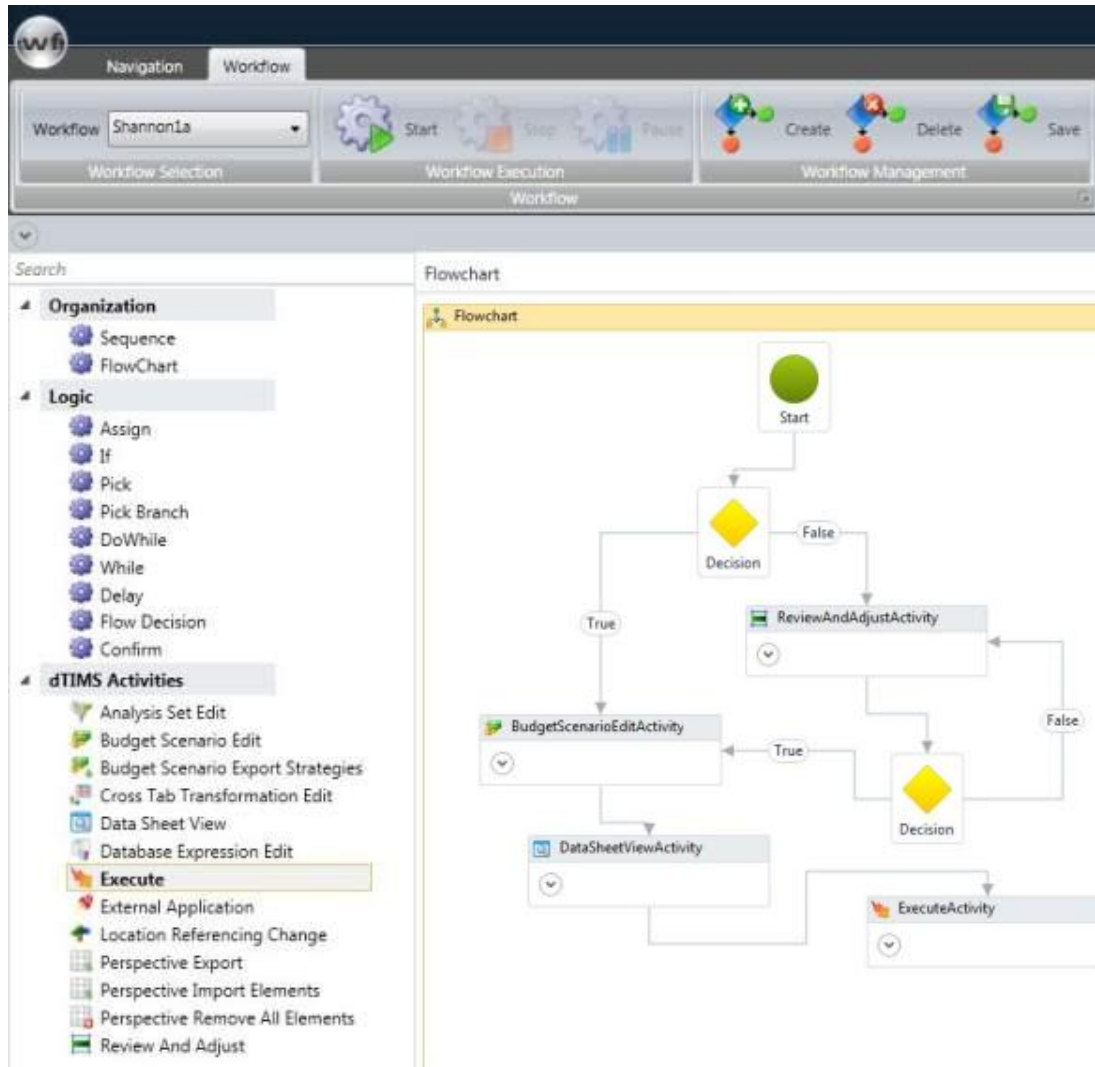 wf
Navigation Workflow
Workflow Shannon1a Start Stop Pause Create Delete Save
Workflow Selection Workflow Execution Workflow Management
Workflow
Search
Flowchart
Organization
Sequence
FlowChart
Logic
Assign
If
Pick
Pick Branch
DoWhile
While
Delay
Flow Decision
Confirm
dTIMS Activities
Analysis Set Edit
Budget Scenario Edit
Budget Scenario Export Strategies
Cross Tab Transformation Edit
Data Sheet View
Database Expression Edit
Execute
External Application
Location Referencing Change
Perspective Export
Perspective Import Elements
Perspective Remove All Elements
Review And Adjust
Flowchart
Start
Decision
False
True
ReviewAndAdjustActivity
False
BudgetScenarioEditActivity
True
Decision
DataSheetViewActivity
ExecuteActivity